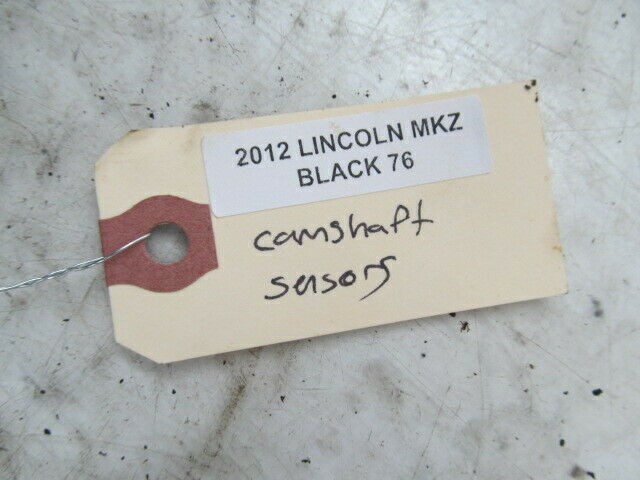 2012 LINCOLN MKZ
BLACK 76
camshaft
sensors